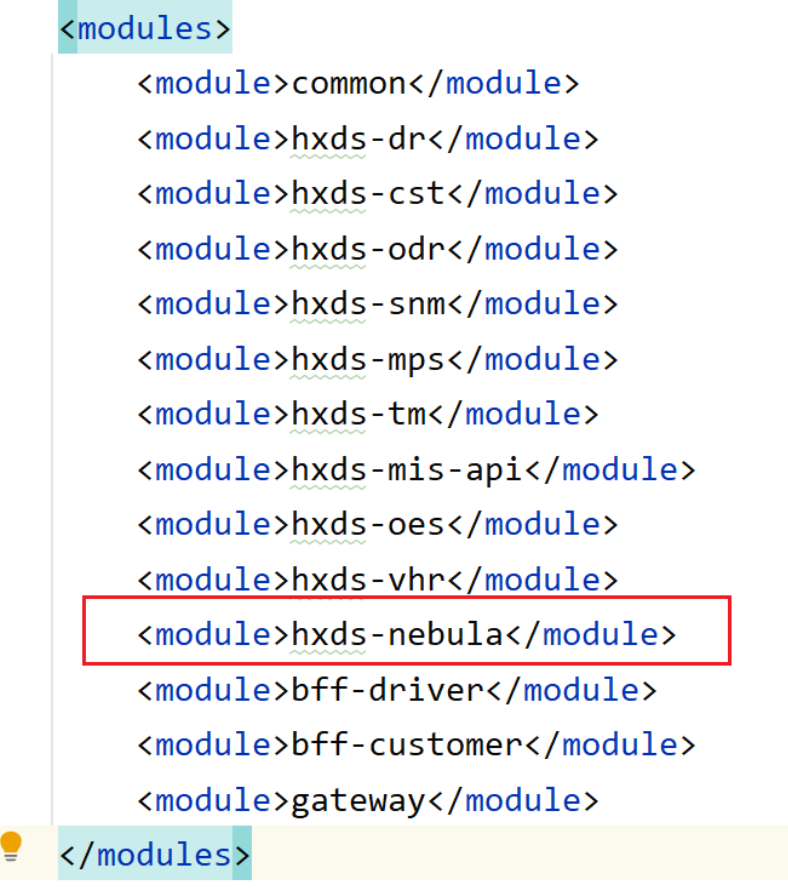 <modules>
<module>common</module>
<module>hxds-dr</module>
<module>hxds-cst</module>
<module>hxds-odr</module>
<module>hxds-snm</module>
<module>hxds-mps</module>
<module>hxds-tm</module>
<module>hxds-mis-api</module>
<module>hxds-oes</module>
<module>hxds-vhr</module>
<module>hxds-nebula</module>
<module>bff-driver</module>
<module>bff-customer</module>
<module>gateway</module>
</modules>